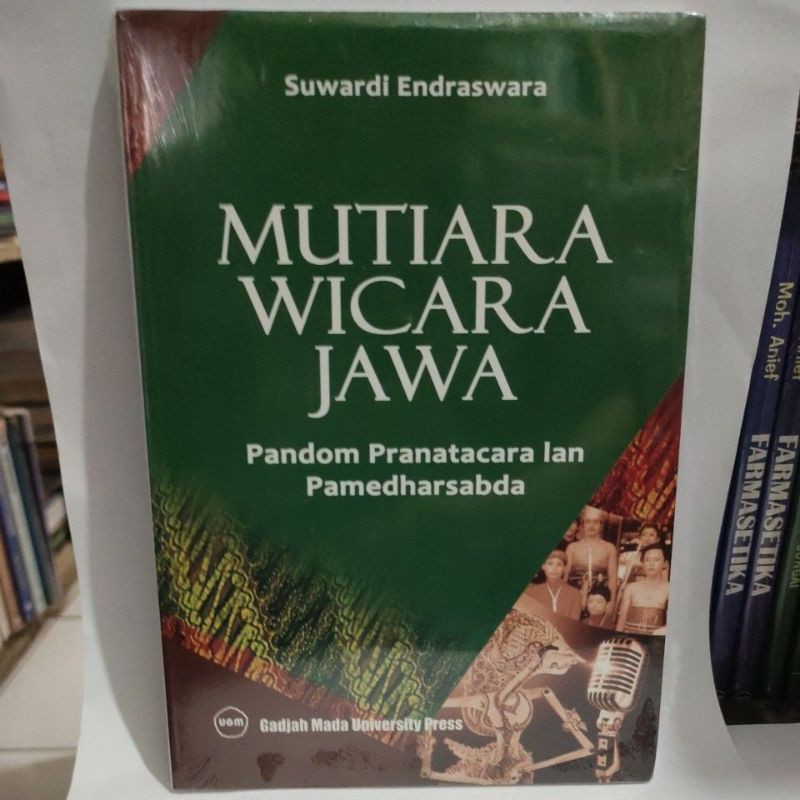 Suwardi Endraswara
MUTIARA
WICARA
JAWA
Pandom Pranatacara lan
Pamedharsabda
UGM
Gadjah Mada University Press
Moh. Anief
FARMASETIKA
FARMASETIKA